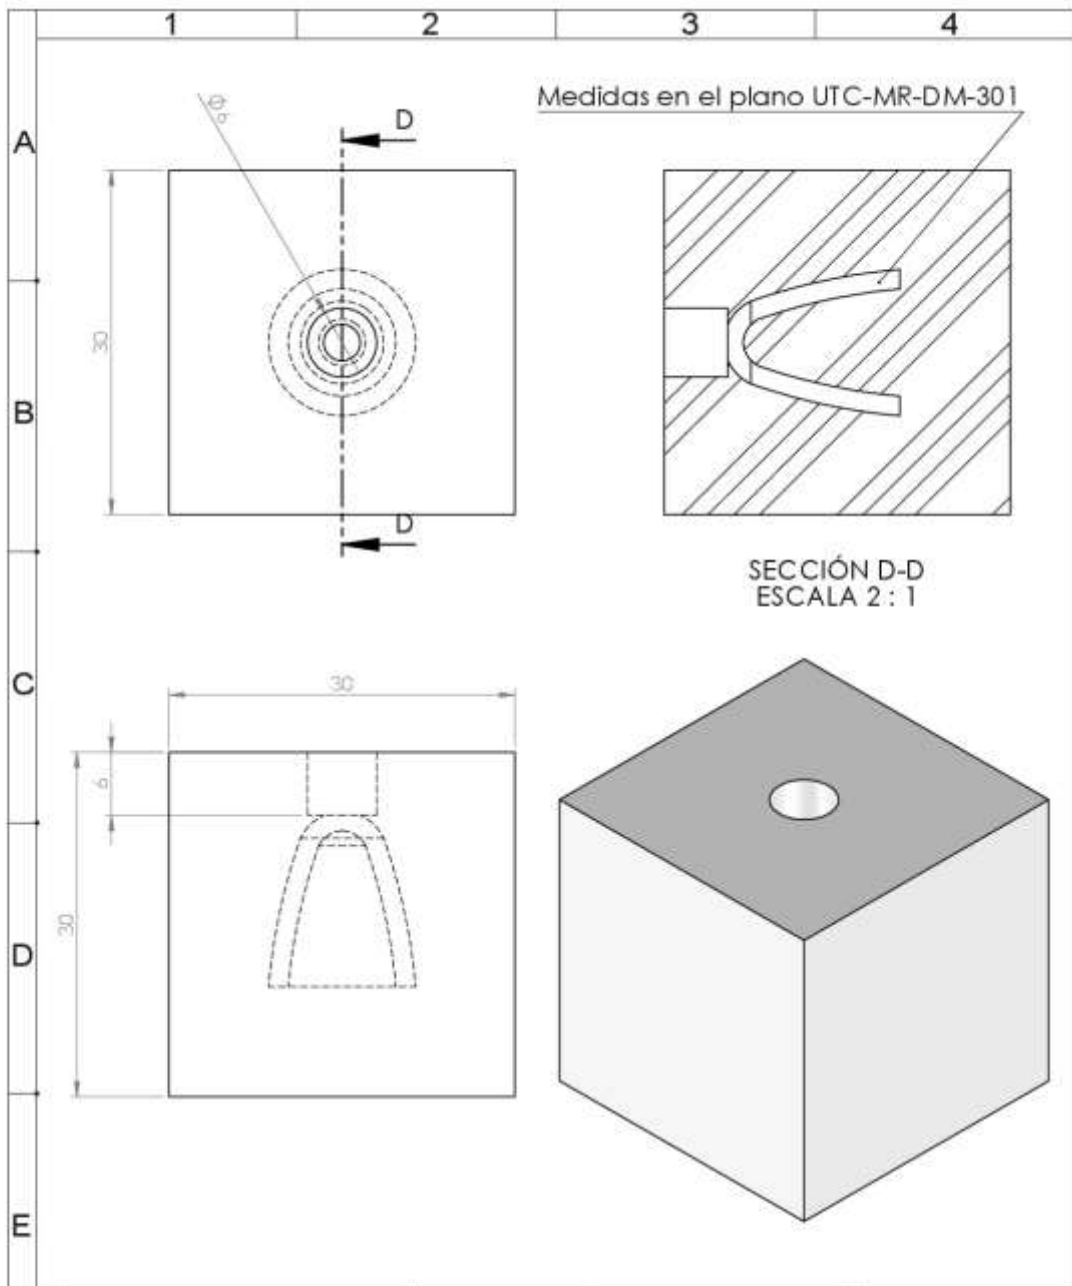 1 2 3 4
A
B
C
D
E
Medidas en el plano UTC-MR-DM-301
Ø6
D
30
D
SECCIÓN D-D
ESCALA 2 : 1
30
6
30